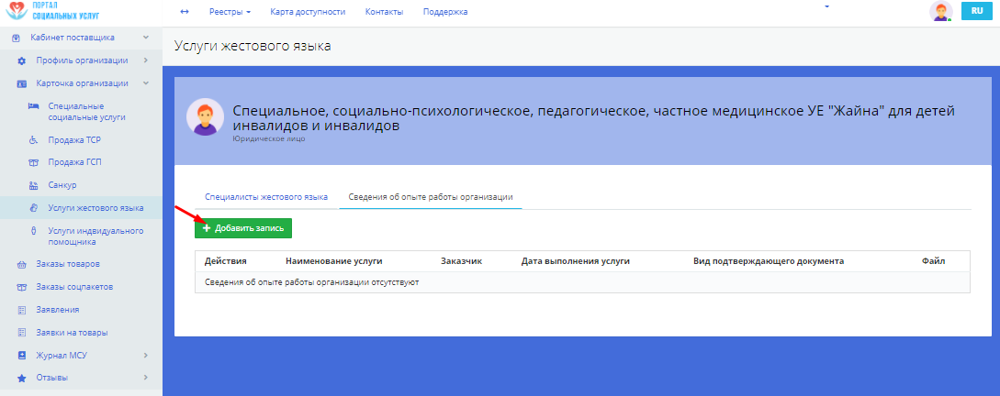 ПОРТАЛ
СОЦИАЛЬНЫХ УСЛУГ
Реестры
Карта доступности
Контакты
Поддержка
RU
Кабинет поставщика
Профиль организации
Карточка организации
Специальные
социальные услуги
Продажа ТСР
Продажа ГСП
Санкур
Услуги жестового языка
Услуги индвидуального
помощника
Заказы товаров
Заказы соцпакетов
Заявления
Заявки на товары
Журнал МСУ
Отзывы
Услуги жестового языка
Специальное, социально-психологическое, педагогическое, частное медицинское УЕ "Жайна" для детей
инвалидов и инвалидов
Юридическое лицо
Специалисты жестового языка
Сведения об опыте работы организации
Добавить запись
Действия Наименование услуги Заказчик Дата выполнения услуги Вид подтверждающего документа Файл
Сведения об опыте работы организации отсутствуют